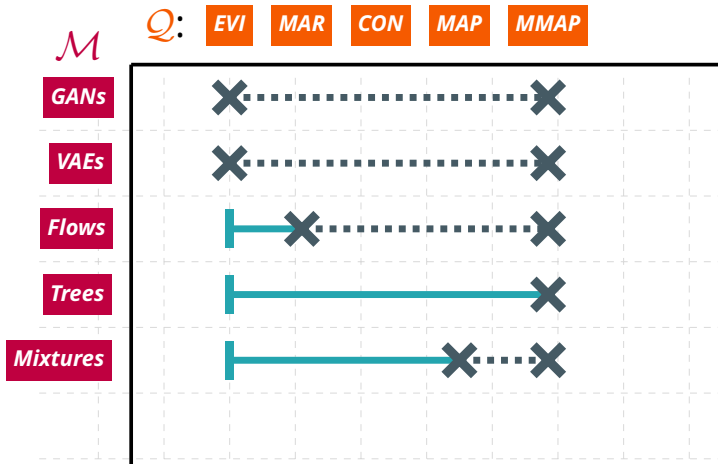 𝒬: EVI MAR CON MAP MMAP
ℳ
GANs
VAEs
Flows
Trees
Mixtures